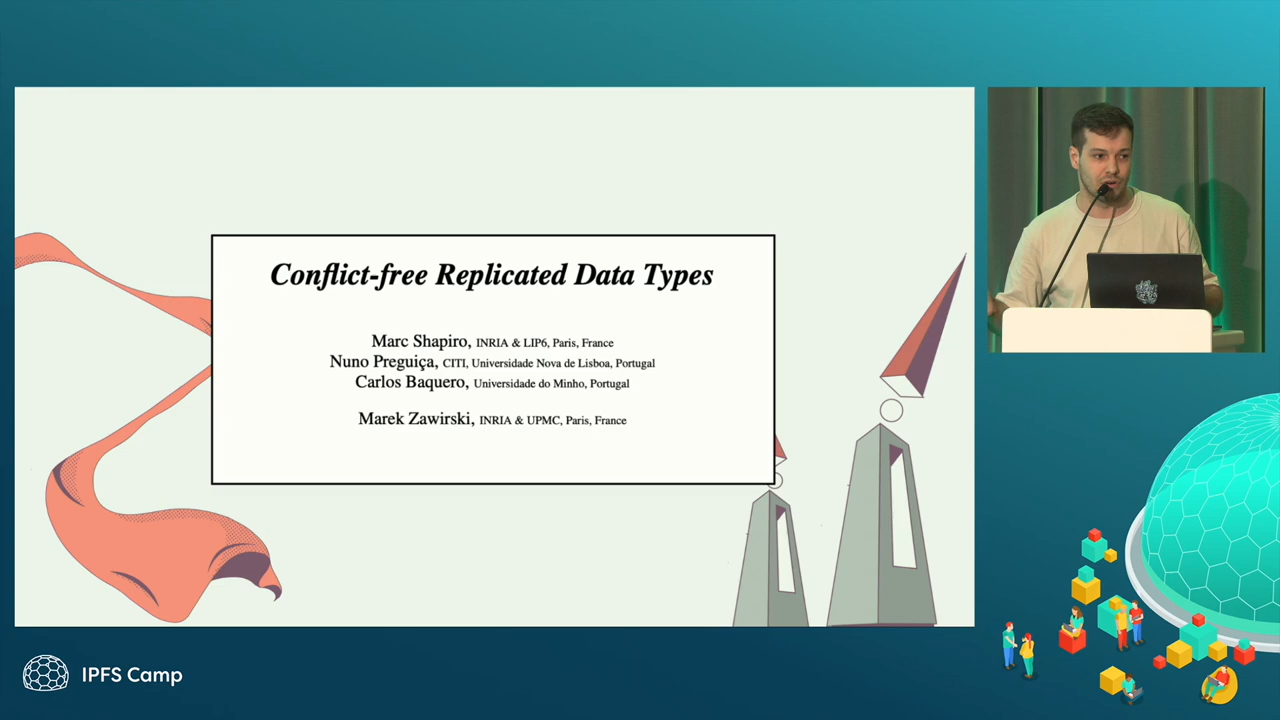 Conflict-free Replicated Data Types
Marc Shapiro, INRIA & LIP6, Paris, France
Nuno Preguiça, CITI, Universidade Nova de Lisboa, Portugal
Carlos Baquero, Universidade do Minho, Portugal
Marek Zawirski, INRIA & UPMC, Paris, France
IPFS Camp